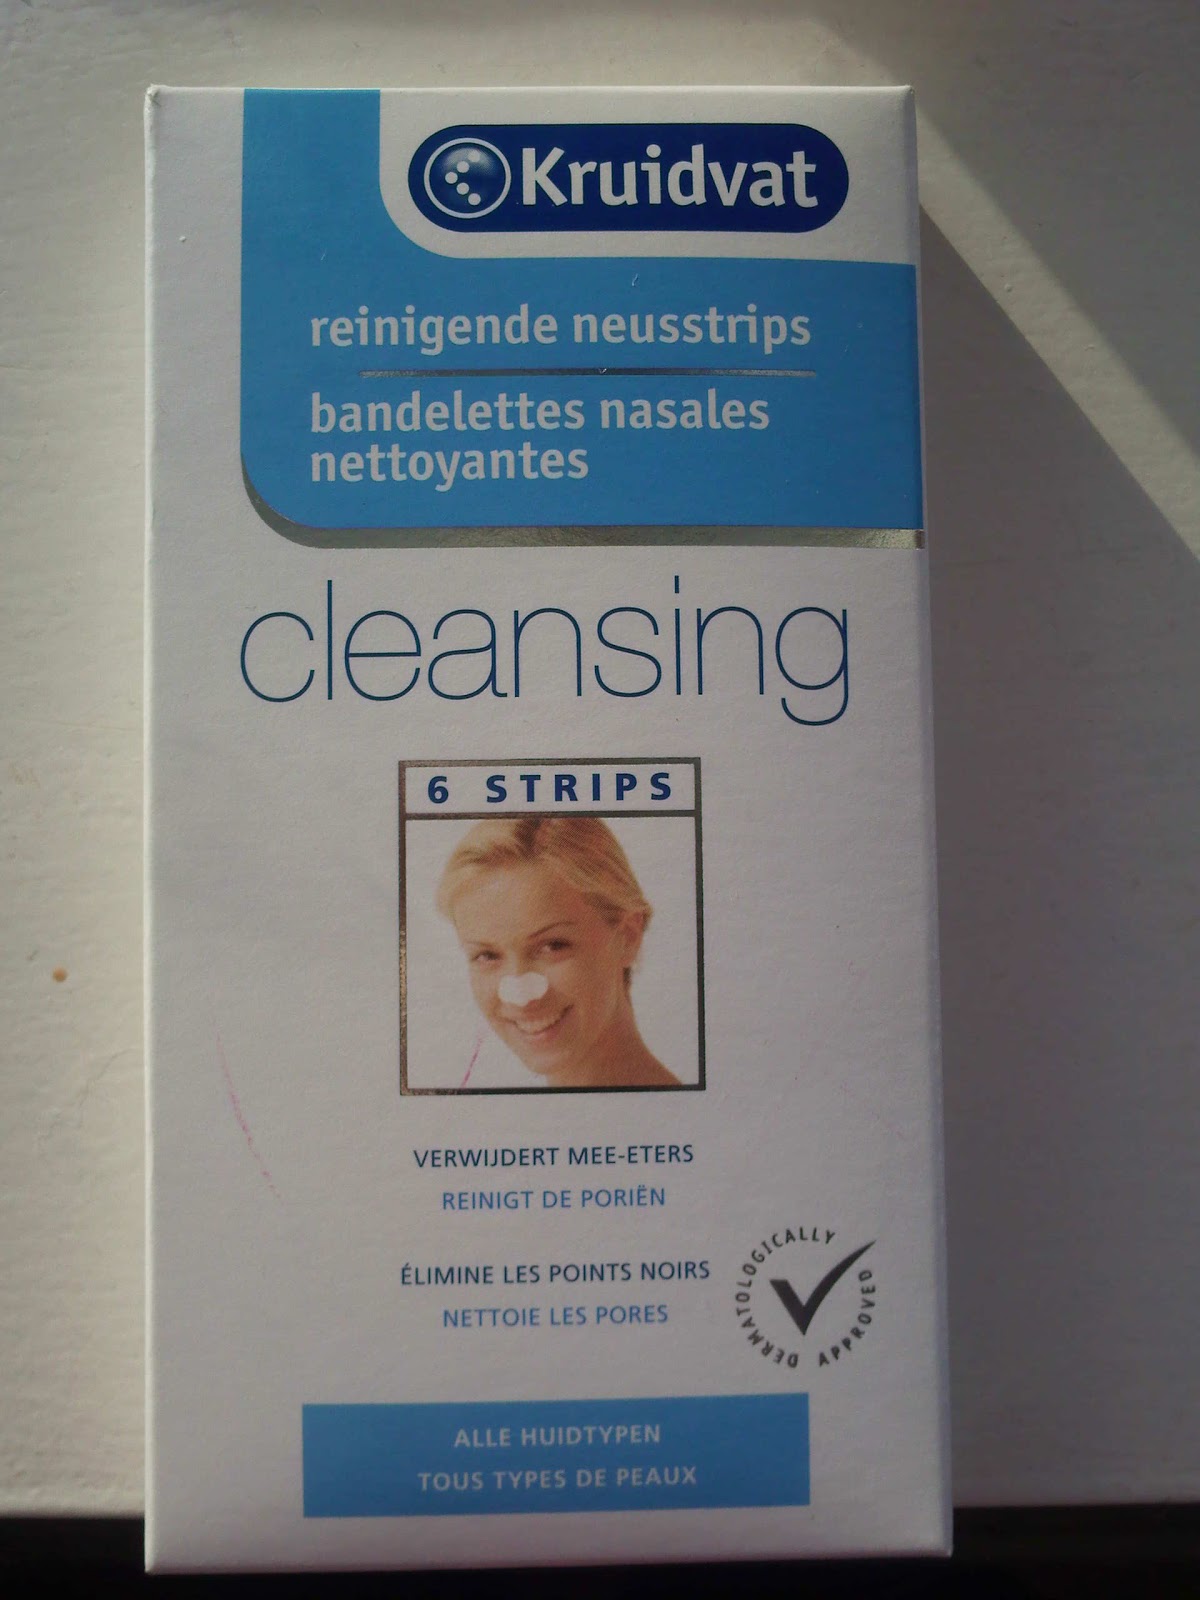 Kruidvat
reinigende neusstrips
bandelettes nasales
nettoyantes
cleansing
6 STRIPS
VERWIJDERT MEE-ETERS
REINIGT DE PORIËN
ÉLIMINE LES POINTS NOIRS
NETTOIE LES PORES
DERMATOLOGICALLY APPROVED
ALLE HUIDTYPEN
TOUS TYPES DE PEAUX